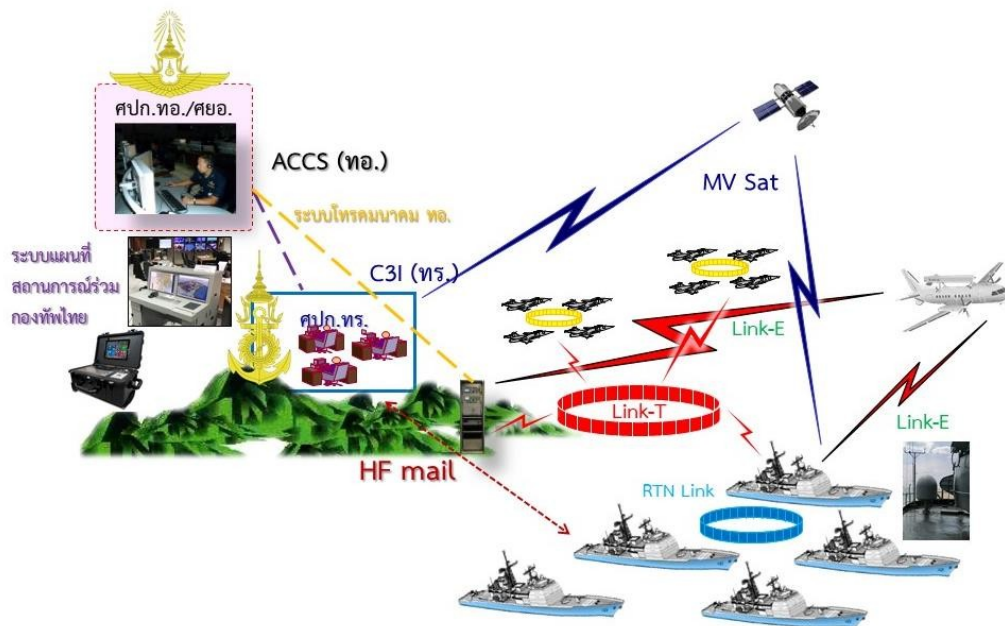 ศปก.ทอ./ศยอ.
ACCS (ทอ.)
MV Sat
ระบบโทรคมนาคม ทอ.
ระบบแผนที่
สถานการณ์ร่วม
กองทัพไทย
C3I (ทร.)
ศปก.ทร.
Link-E
Link-T
Link-E
HF mail
RTN Link